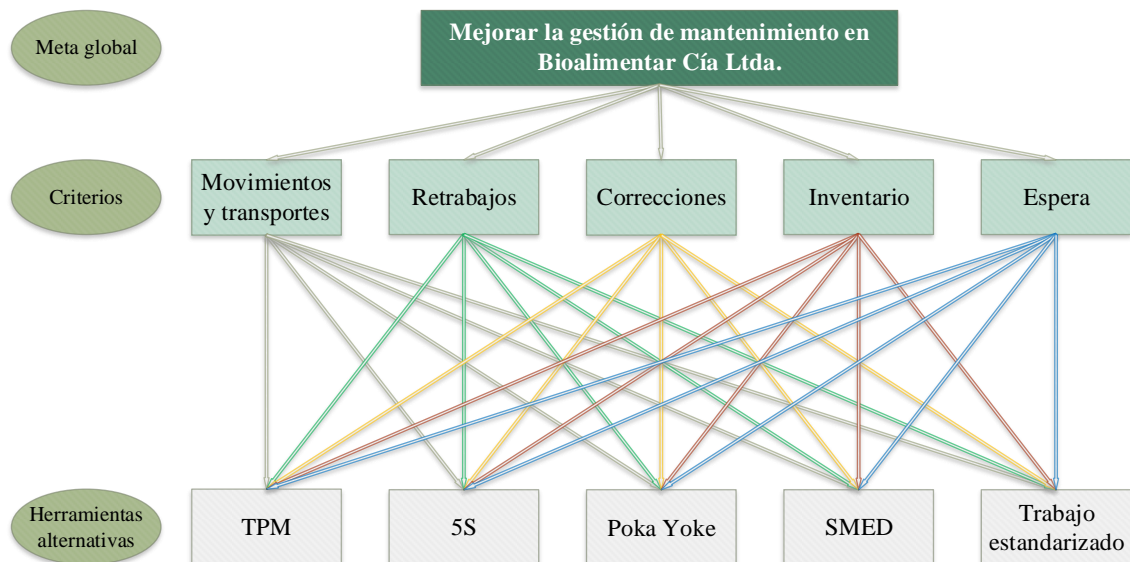 Meta global
Mejorar la gestión de mantenimiento en
Bioalimentar Cía Ltda.
Criterios
Movimientos
y transportes
Retrabajos
Correcciones
Inventario
Espera
Herramientas
alternativas
TPM
5S
Poka Yoke
SMED
Trabajo
estandarizado